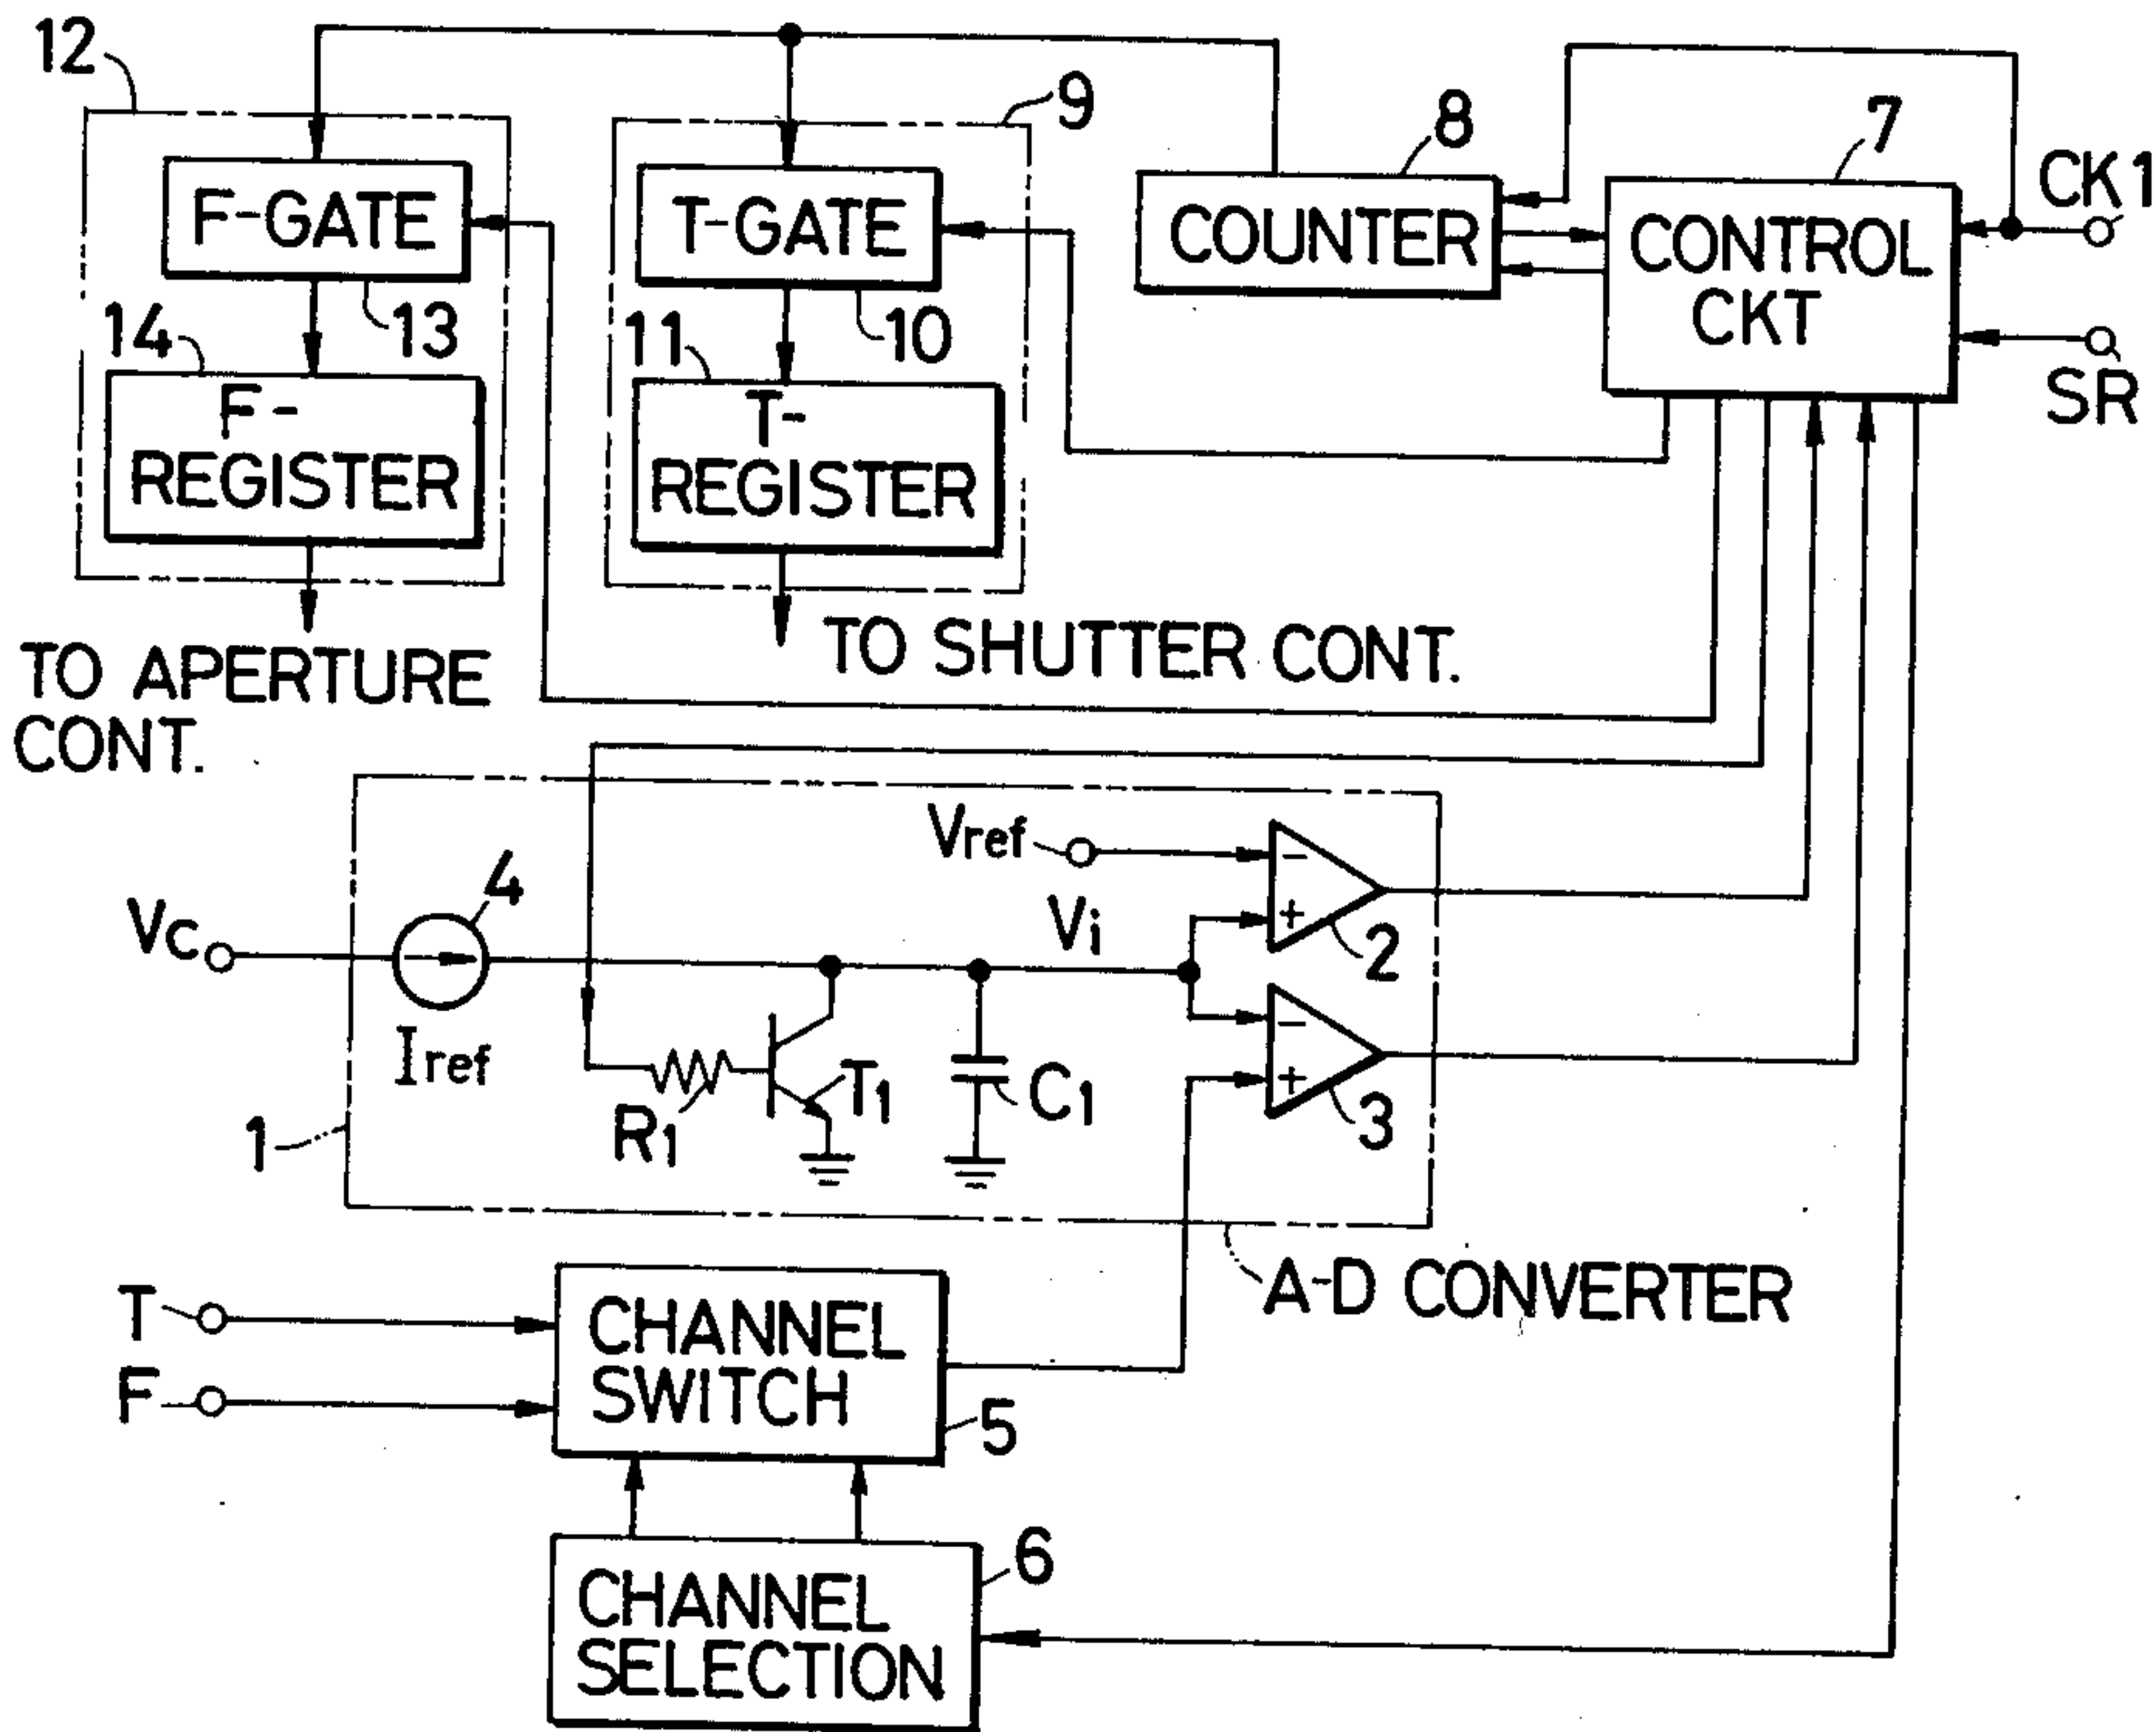 12
9
8
7
CK1
F-GATE
T-GATE
COUNTER
CONTROL
CKT
14
13
11
10
SR
F-
REGISTER
T-
REGISTER
TO APERTURE
CONT.
TO SHUTTER CONT.
Vref
4
Vc
Vi
2
Iref
R1
T1
C1
3
1
A-D CONVERTER
T
F
CHANNEL
SWITCH
5
6
CHANNEL
SELECTION